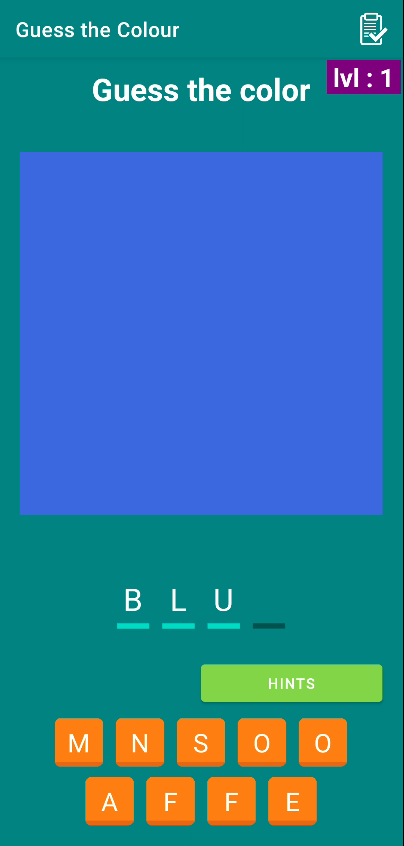 Guess the Colour
Guess the color
lvl : 1
B L U
HINTS
M N S O O
A F F E